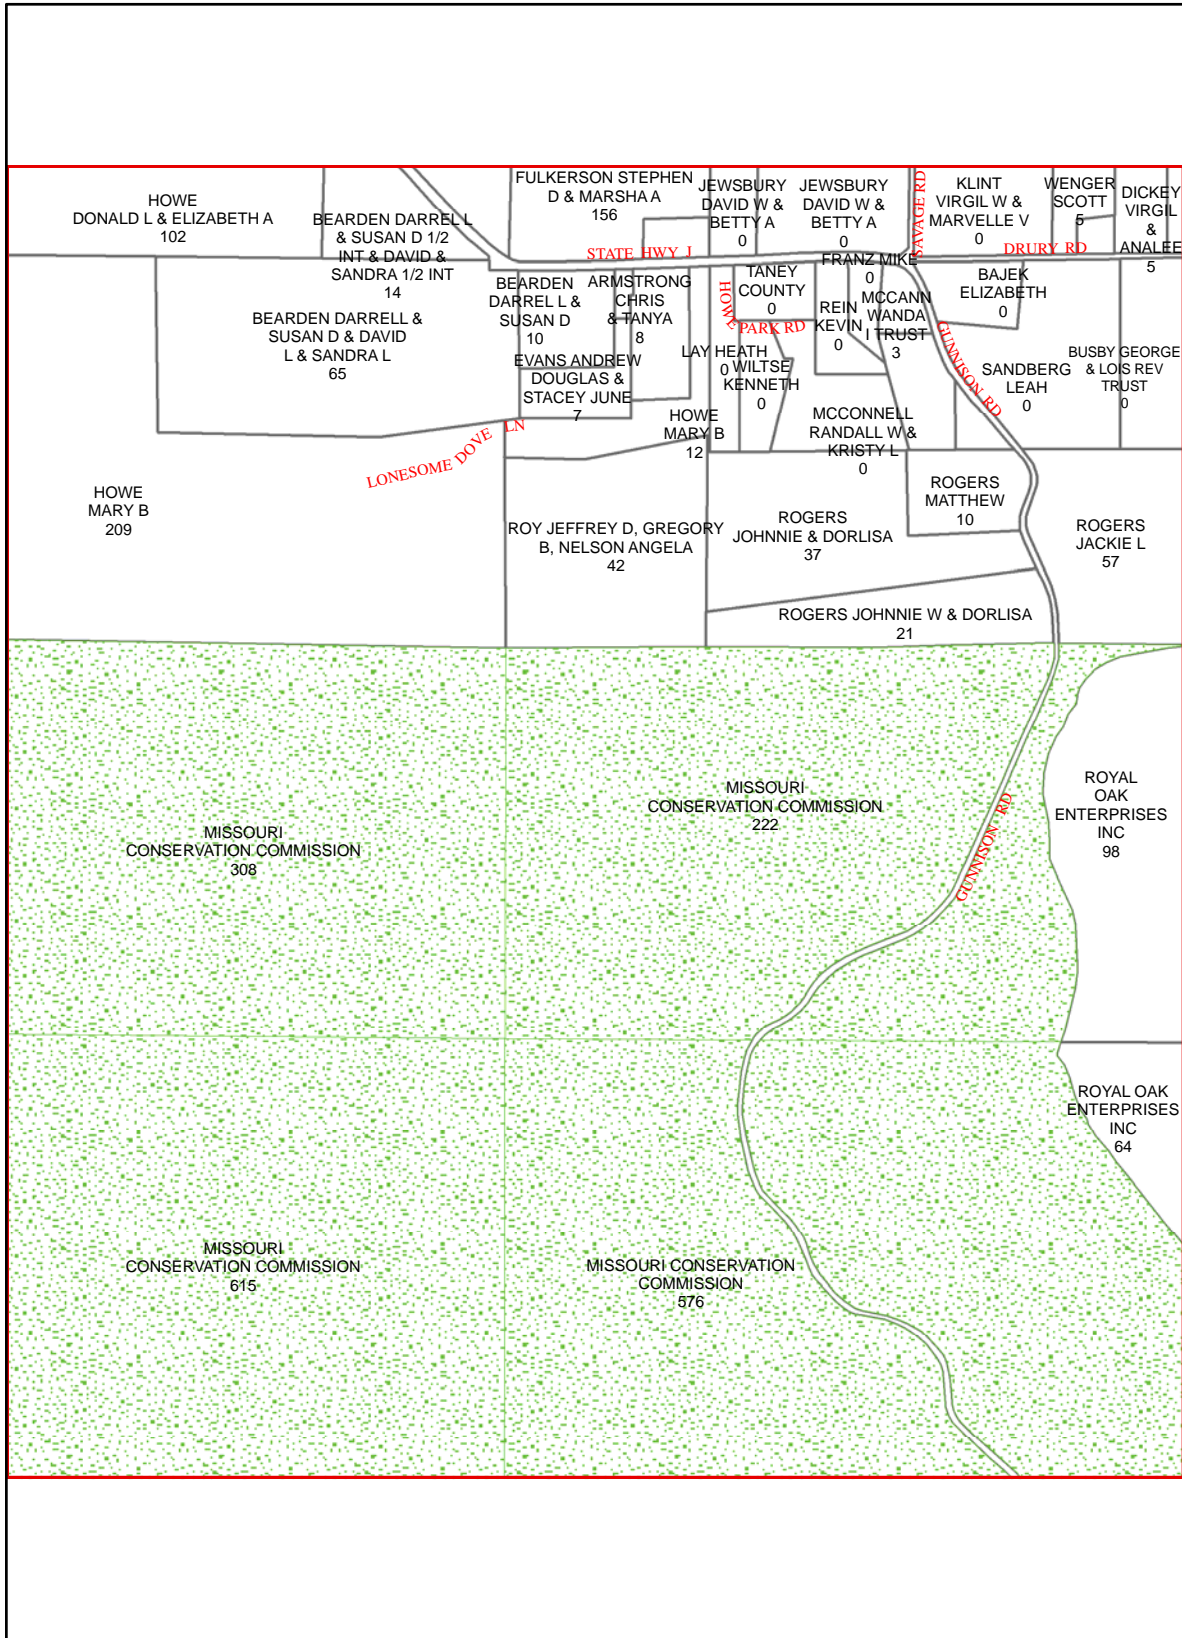 HOWE
DONALD L & ELIZABETH A
102
BEARDEN DARREL L
& SUSAN D 1/2
INT & DAVID &
SANDRA 1/2 INT
14
FULKERSON STEPHEN
D & MARSHA A
156
JEWSBURY
DAVID W &
BETTY A
0
JEWSBURY
DAVID W &
BETTY A
0
SAVAGE RD
KLINT
VIRGIL W &
MARVELLE V
0
WENGER
SCOTT
5
DICKEY
VIRGIL
&
ANALEE
5
STATE HWY J
DRURY RD
BEARDEN DARRELL &
SUSAN D & DAVID
L & SANDRA L
65
BEARDEN
DARREL L &
SUSAN D
10
ARMSTRONG
CHRIS
& TANYA
8
EVANS ANDREW
DOUGLAS &
STACEY JUNE
7
TANEY
COUNTY
0
HOWE PARK RD
FRANZ MIKE
0
REIN
KEVIN
0
MCCANN
WANDA
I TRUST
3
BAJEK
ELIZABETH
0
GUNNISON RD
LAY HEATH
0
WILTSE
KENNETH
0
SANDBERG
LEAH
0
BUSBY GEORGE
& LOIS REV
TRUST
0
HOWE
MARY B
12
MCCONNELL
RANDALL W &
KRISTY L
0
LONESOME DOVE LN
HOWE
MARY B
209
ROY JEFFREY D, GREGORY
B, NELSON ANGELA
42
ROGERS
JOHNNIE & DORLISA
37
ROGERS
MATTHEW
10
ROGERS
JACKIE L
57
ROGERS JOHNNIE W & DORLISA
21
MISSOURI
CONSERVATION COMMISSION
308
MISSOURI
CONSERVATION COMMISSION
222
GUNNISON RD
ROYAL
OAK
ENTERPRISES
INC
98
ROYAL OAK
ENTERPRISES
INC
64
MISSOURI
CONSERVATION COMMISSION
615
MISSOURI CONSERVATION
COMMISSION
576